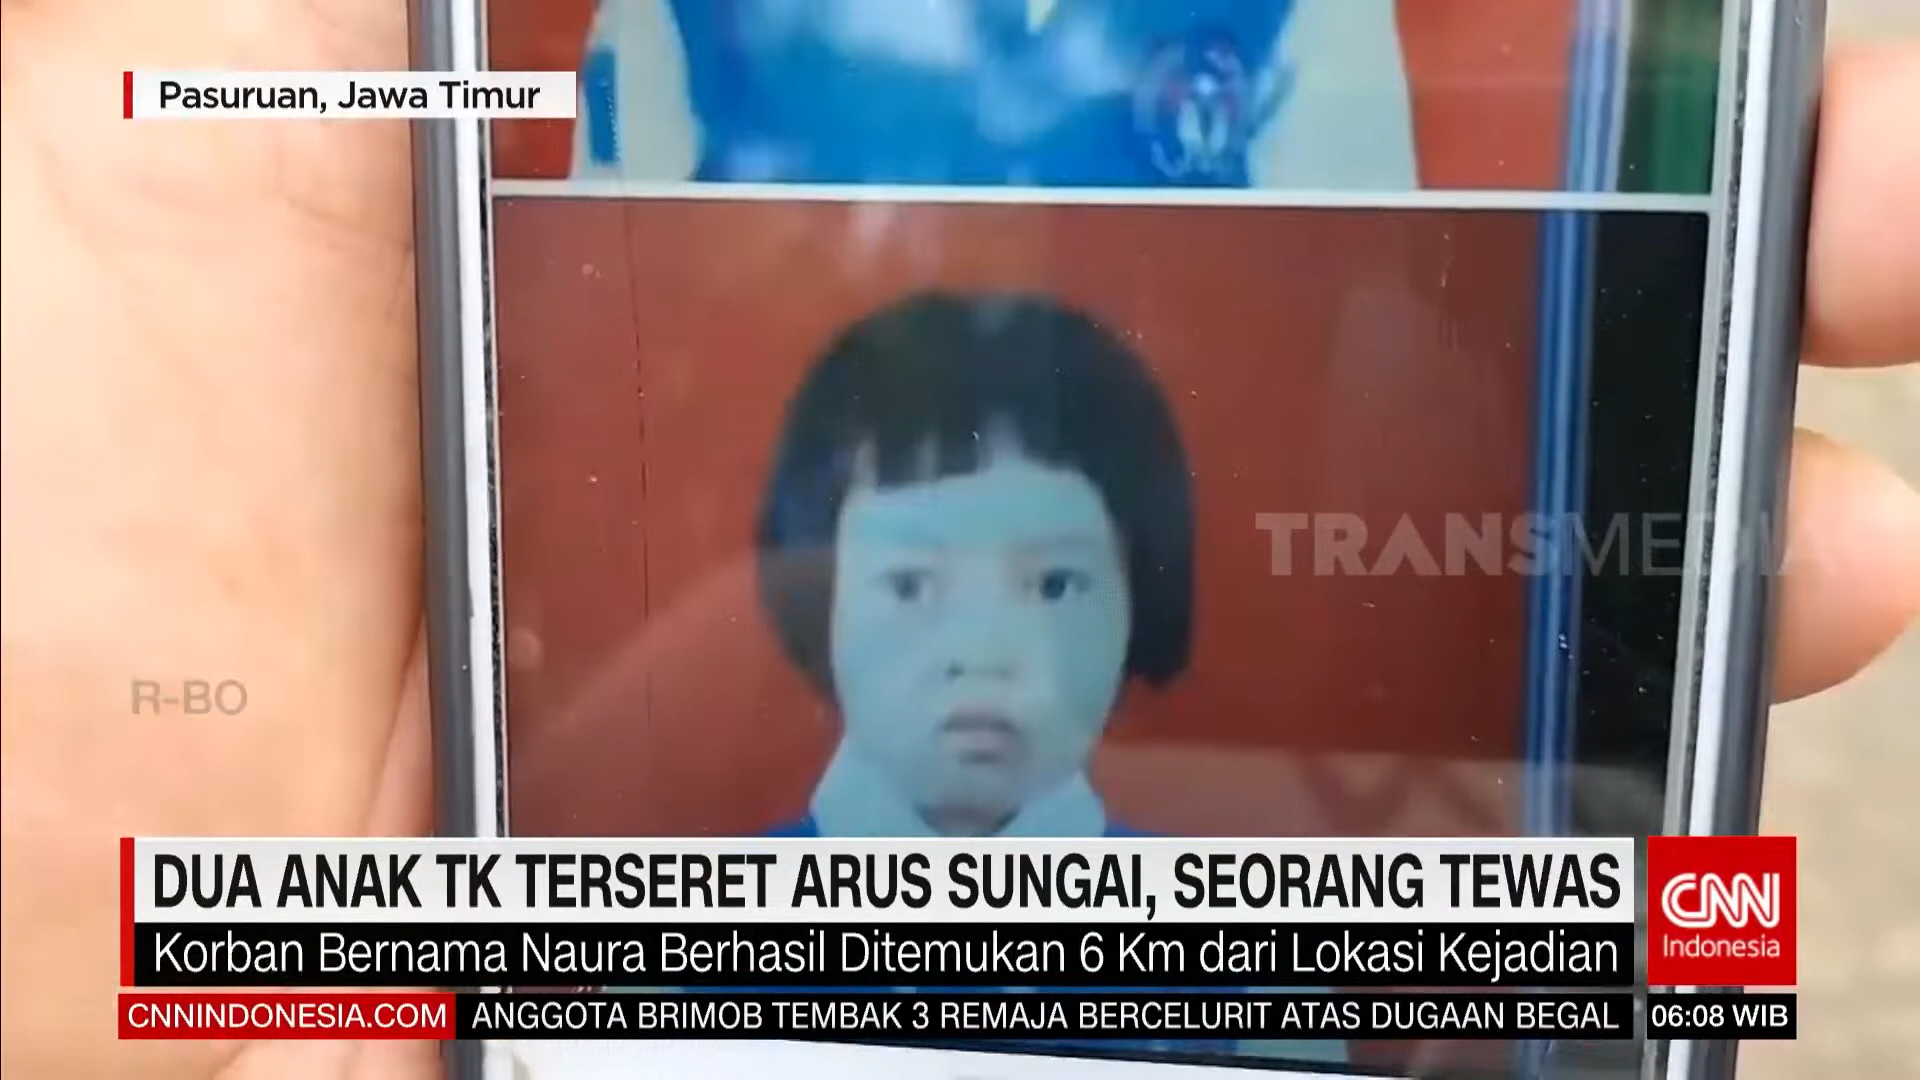 Pasuruan, Jawa Timur
TRANSMEDIA
R-BO
DUA ANAK TK TERSERET ARUS SUNGAI, SEORANG TEWAS
Korban Bernama Naura Berhasil Ditemukan 6 Km dari Lokasi Kejadian
CNN
Indonesia
CNNINDONESIA.COM ANGGOTA BRIMOB TEMBAK 3 REMAJA BERCELURIT ATAS DUGAAN BEGAL 06:08 WIB